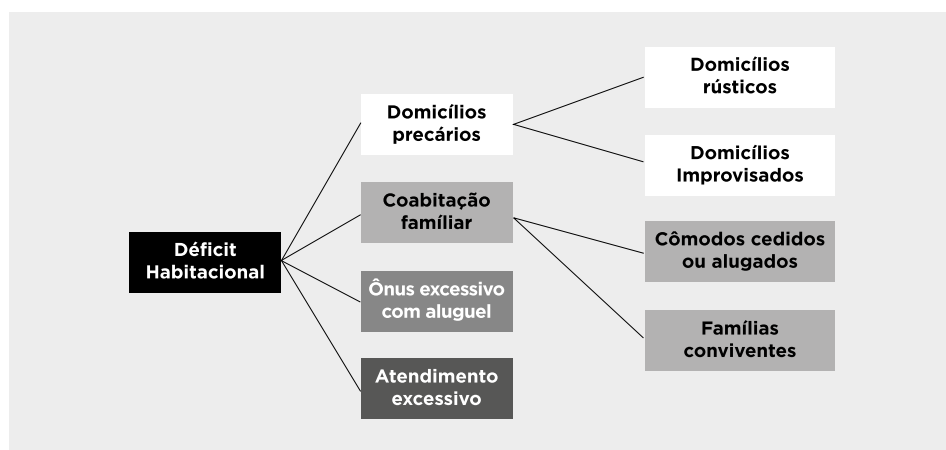 Déficit
Habitacional
Domicílios
precários
Coabitação
famíliar
Ônus excessivo
com aluguel
Atendimento
excessivo
Domicílios
rústicos
Domicílios
Improvisados
Cômodos cedidos
ou alugados
Famílias
conviventes